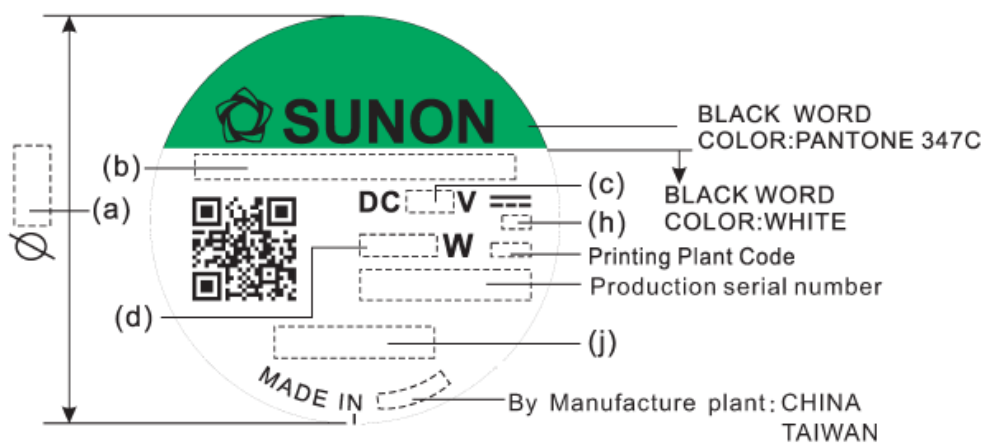 SUNON
BLACK WORD
COLOR:PANTONE 347C
(b)
(c)
(a)
DC V
BLACK WORD
COLOR:WHITE
(h)
Ø
W
Printing Plant Code
Production serial number
(d)
(j)
MADE IN
By Manufacture plant: CHINA
TAIWAN